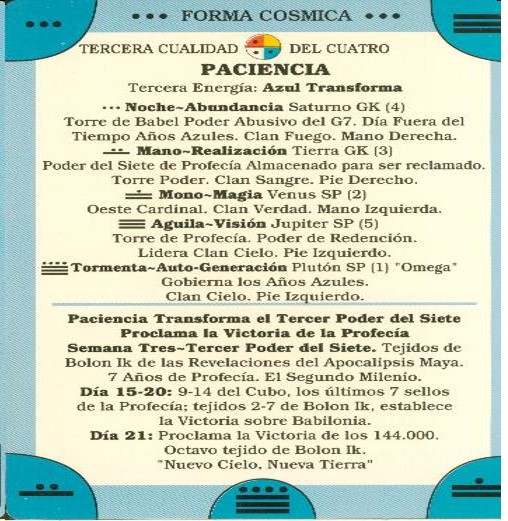 ••• FORMA COSMICA •••
TERCERA CUALIDAD DEL CUATRO
PACIENCIA
Tercera Energía: Azul Transforma
••• Noche~Abundancia Saturno GK (4)
Torre de Babel Poder Abusivo del G7. Día Fuera del
Tiempo Años Azules. Clan Fuego. Mano Derecha.
Mano~Realización Tierra GK (3)
Poder del Siete de Profecía Almacenado para ser reclamado.
Torre Poder. Clan Sangre. Pie Derecho.
Mono~Magia Venus SP (2)
Oeste Cardinal. Clan Verdad. Mano Izquierda.
Aguila~Visión Jupiter SP (5)
Torre de Profecía. Poder de Redención.
Lidera Clan Cielo. Pie Izquierdo.
Tormenta~Auto-Generación Plutón SP (1) "Omega"
Gobierna los Años Azules.
Clan Cielo. Pie Izquierdo.
Paciencia Transforma el Tercer Poder del Siete
Proclama la Victoria de la Profecía
Semana Tres~Tercer Poder del Siete. Tejidos de
Bolon Ik de las Revelaciones del Apocalipsis Maya.
7 Años de Profecía. El Segundo Milenio.
Día 15-20: 9-14 del Cubo, los últimos 7 sellos
de la Profecía; tejidos 2-7 de Bolon Ik, establece
la Victoria sobre Babilonia.
Día 21: Proclama la Victoria de los 144.000.
Octavo tejido de Bolon Ik.
"Nuevo Cielo, Nueva Tierra"